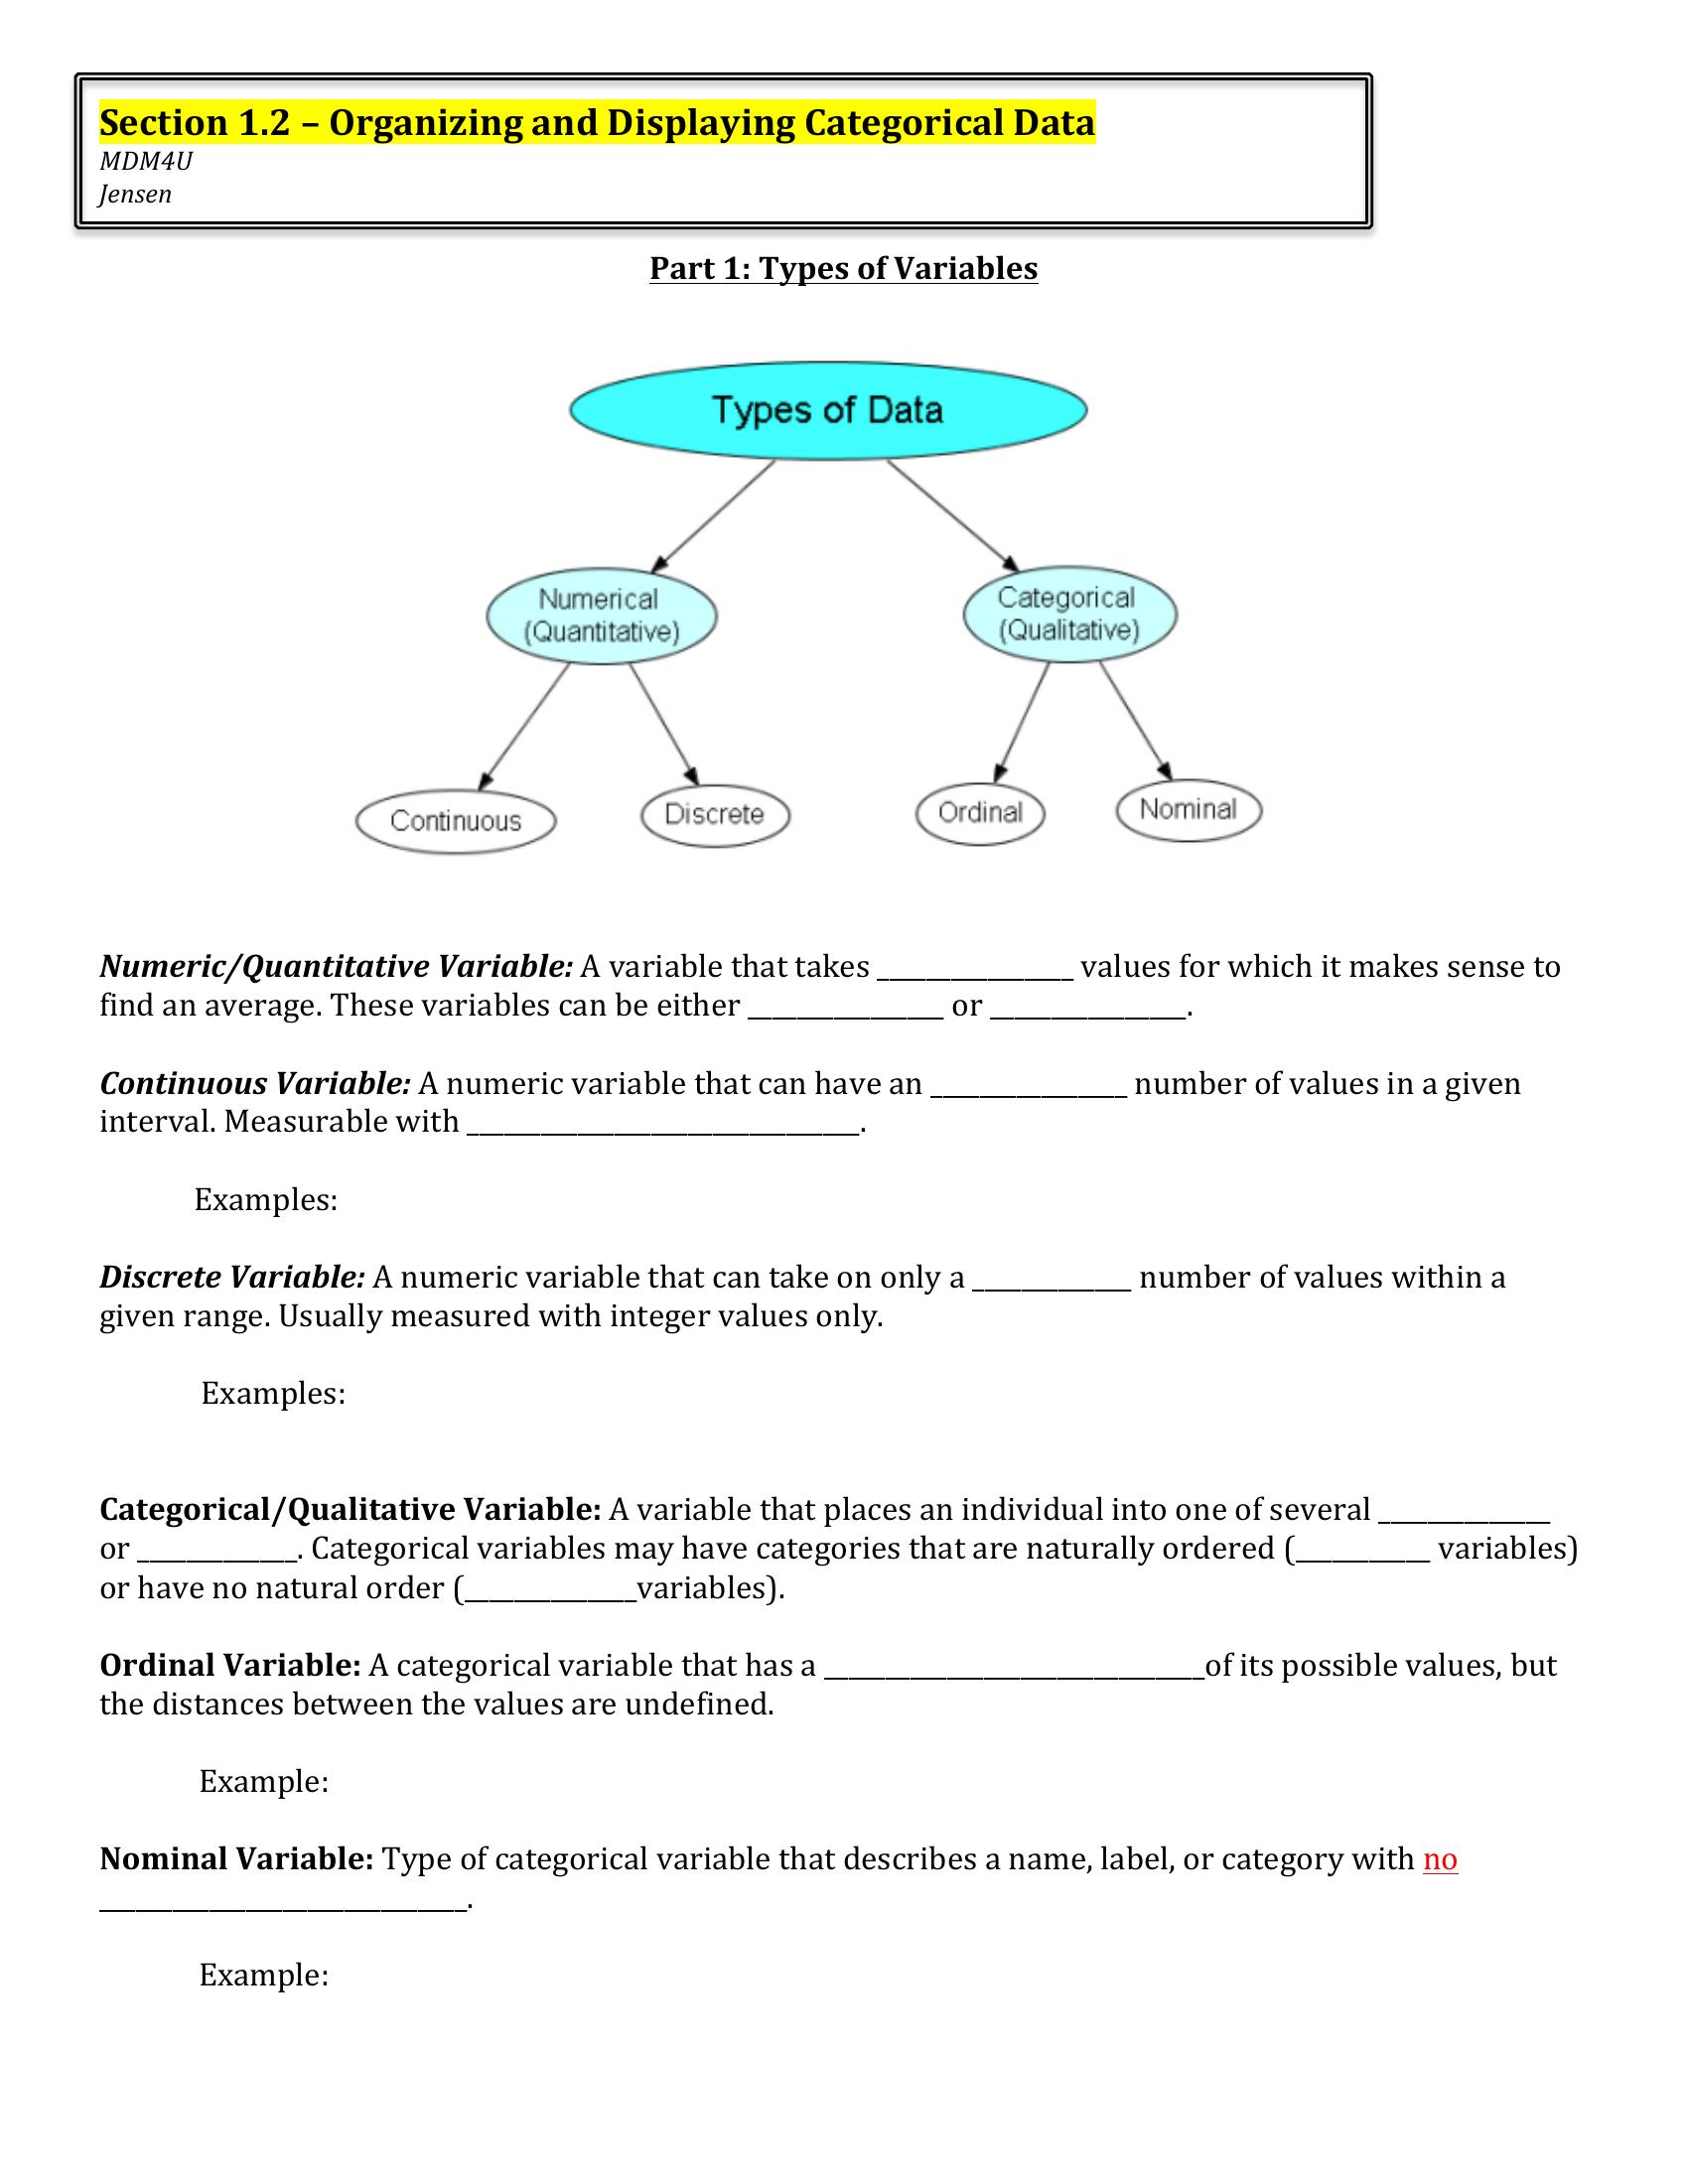 Section 1.2 – Organizing and Displaying Categorical Data
MDM4U
Jensen
Part 1: Types of Variables
Types of Data
Numerical
(Quantitative)
Categorical
(Qualitative)
Continuous
Discrete
Ordinal
Nominal
Numeric/Quantitative Variable: A variable that takes ________________ values for which it makes sense to
find an average. These variables can be either ________________ or ________________.
Continuous Variable: A numeric variable that can have an ________________ number of values in a given
interval. Measurable with ________________________________.
Examples:
Discrete Variable: A numeric variable that can take on only a _____________ number of values within a
given range. Usually measured with integer values only.
Examples:
Categorical/Qualitative Variable: A variable that places an individual into one of several ______________
or _____________. Categorical variables may have categories that are naturally ordered (___________ variables)
or have no natural order (______________variables).
Ordinal Variable: A categorical variable that has a _______________________________of its possible values, but
the distances between the values are undefined.
Example:
Nominal Variable: Type of categorical variable that describes a name, label, or category with no
______________________________.
Example: